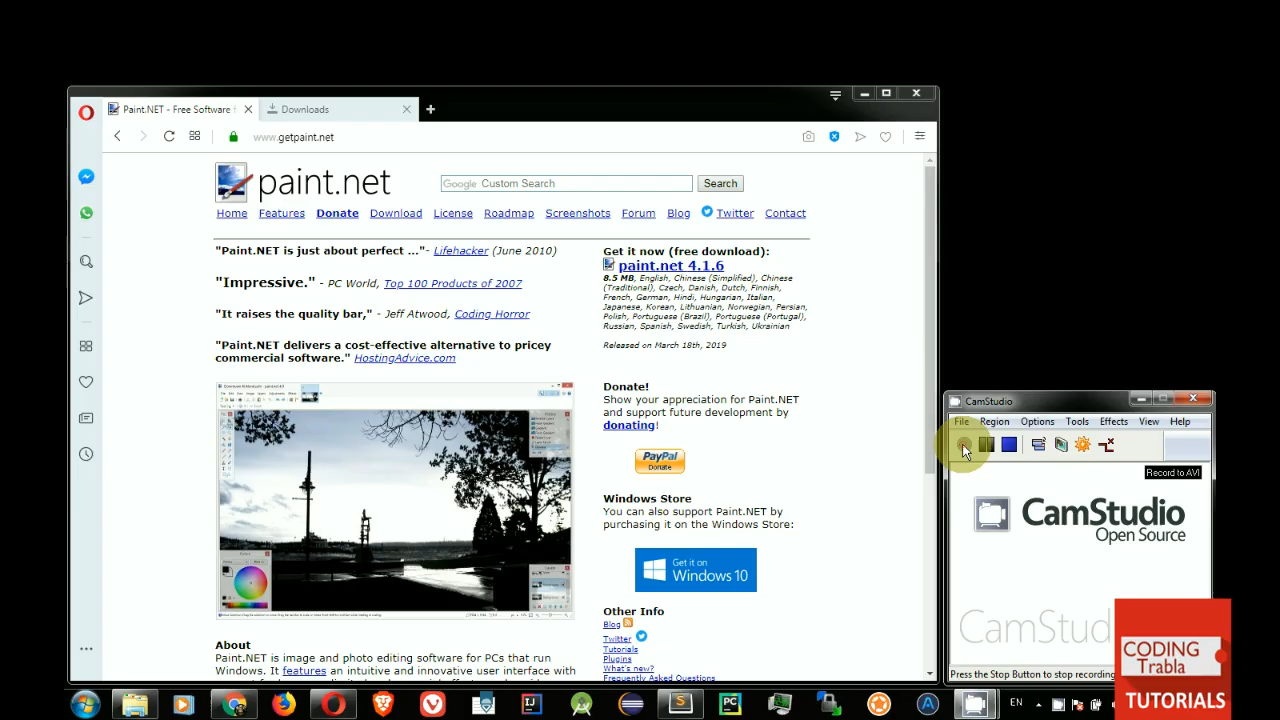 Paint.NET - Free Software f
Downloads
www.getpaint.net
paint.net
Google Custom Search
Search
Home Features Donate Download License Roadmap Screenshots Forum Blog Twitter Contact
"Paint.NET is just about perfect ..."- Lifehacker (June 2010)
"Impressive." - PC World, Top 100 Products of 2007
"It raises the quality bar," - Jeff Atwood, Coding Horror
"Paint.NET delivers a cost-effective alternative to pricey
commercial software." HostingAdvice.com
About
Paint.NET is image and photo editing software for PCs that run
Windows. It features an intuitive and innovative user interface with
Get it now (free download):
paint.net 4.1.6
8.5 MB, English, Chinese (Simplified), Chinese
(Traditional), Czech, Danish, Dutch, Finnish,
French, German, Hindi, Hungarian, Italian,
Japanese, Korean, Lithuanian, Norwegian, Persian,
Polish, Portuguese (Brazil), Portuguese (Portugal),
Russian, Spanish, Swedish, Turkish, Ukrainian
Released on March 18th, 2019
Donate!
Show your appreciation for Paint.NET
and support future development by
donating!
PayPal
Donate
Windows Store
You can also support Paint.NET by
purchasing it on the Windows Store:
Get it on
Windows 10
Other Info
Blog
Twitter
Tutorials
Plugins
What's new?
Frequently Asked Questions
CamStudio
File Region Options Tools Effects View Help
Record to AVI
CamStudio
Open Source
CamStud
Press the Stop Button to stop recording
CODING
Trabla
TUTORIALS
EN